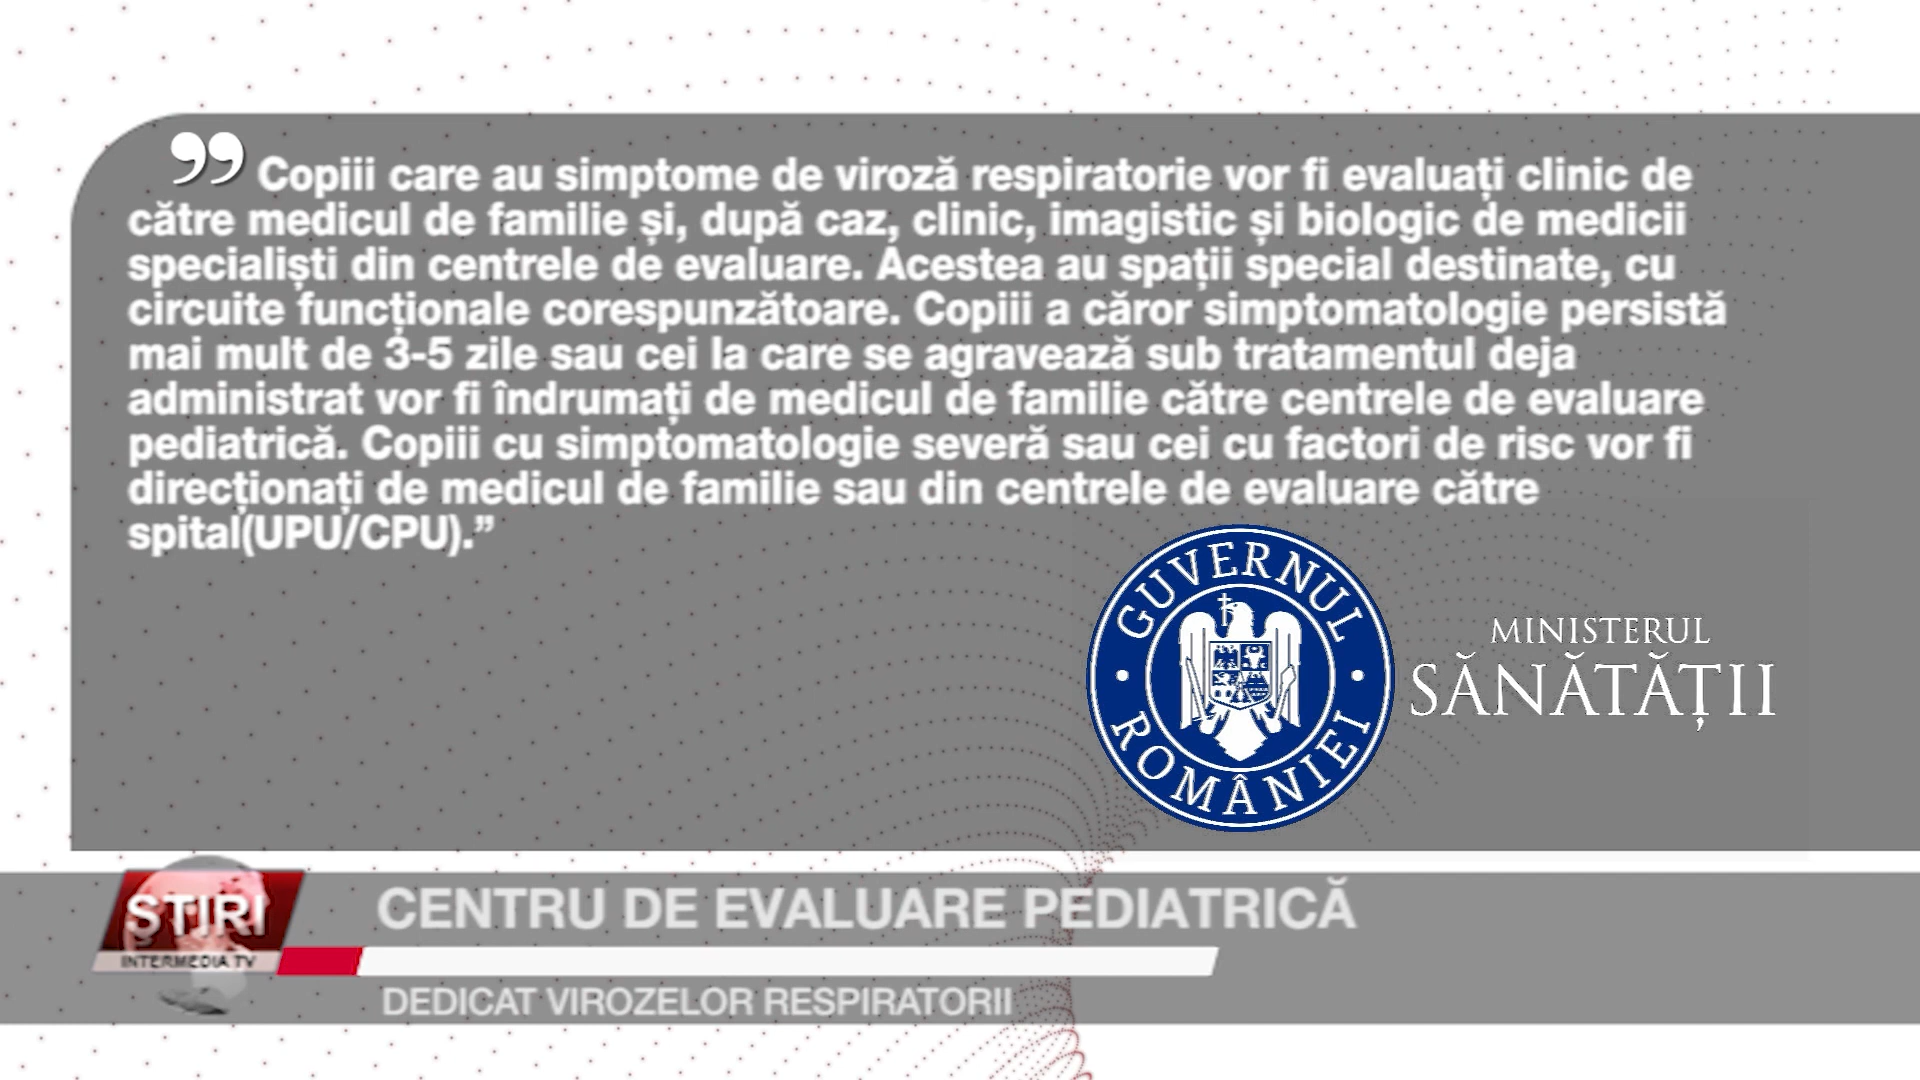 ” Copiii care au simptome de viroză respiratorie vor fi evaluați clinic de
către medicul de familie și, după caz, clinic, imagistic și biologic de medicii
specialiști din centrele de evaluare. Acestea au spații special destinate, cu
circuite funcționale corespunzătoare. Copiii a căror simptomatologie persistă
mai mult de 3-5 zile sau cei la care se agravează sub tratamentul deja
administrat vor fi îndrumați de medicul de familie către centrele de evaluare
pediatrică. Copiii cu simptomatologie severă sau cei cu factori de risc vor fi
direcționați de medicul de familie sau din centrele de evaluare către
spital(UPU/CPU).”
GUVERNUL
ROMÂNIEI
MINISTERUL
SĂNĂTĂȚII
ȘTIRI
INTERMEDIA TV
CENTRU DE EVALUARE PEDIATRICĂ
DEDICAT VIROZELOR RESPIRATORII